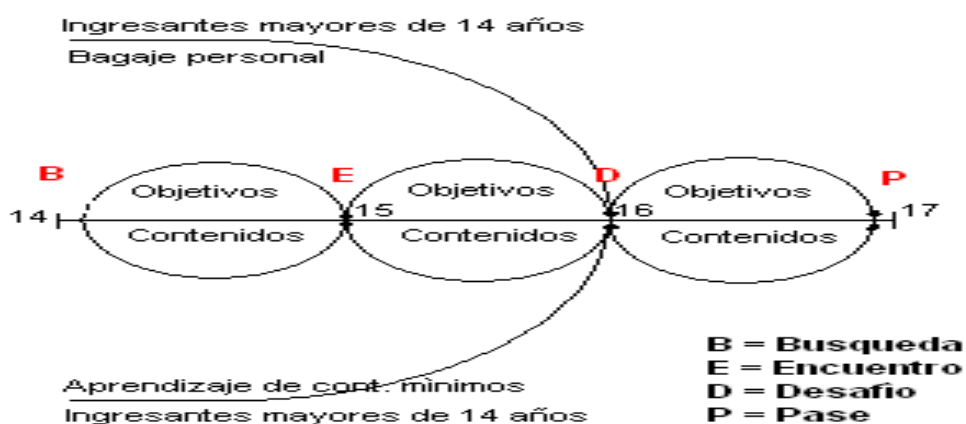 Ingresantes mayores de 14 años
Bagaje personal
B
E
D
P
Objetivos
Objetivos
Objetivos
14
15
16
17
Contenidos
Contenidos
Contenidos
B = Busqueda
E = Encuentro
D = Desafio
P = Pase
Aprendizaje de cont. minimos
Ingresantes mayores de 14 años